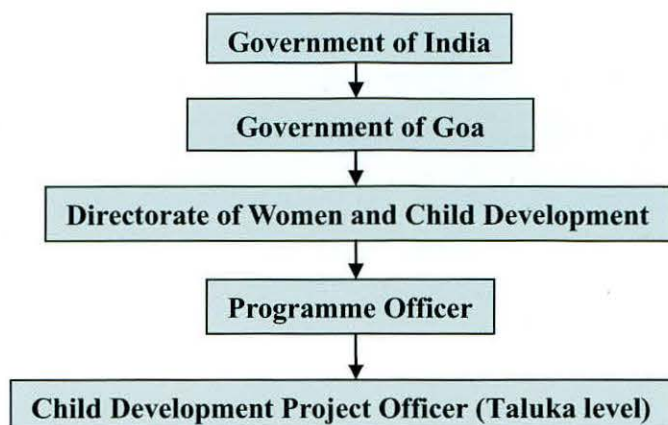 Government of India
Government of Goa
Directorate of Women and Child Development
Programme Officer
Child Development Project Officer (Taluka level)